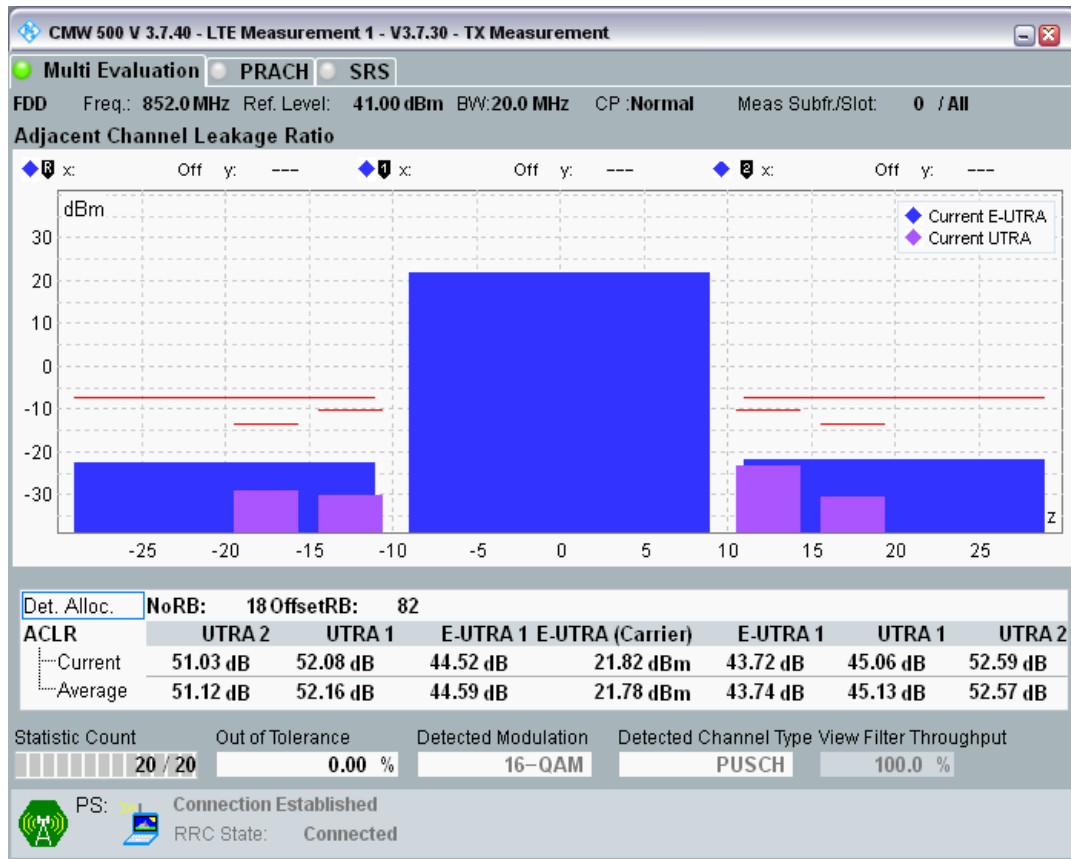 CMW 500 V 3.7.40 - LTE Measurement 1 - V3.7.30 - TX Measurement
Multi Evaluation PRACH SRS
FDD Freq.: 852.0 MHz Ref. Level: 41.00 dBm BW:20.0 MHz CP :Normal Meas Subfr./Slot: 0 / All
Adjacent Channel Leakage Ratio
R x: Off y: --- 1 x: Off y: --- 2 x: Off y: ---
dBm
Current E-UTRA
Current UTRA
30
20
10
0
-10
-20
-30
z
-25 -20 -15 -10 -5 0 5 10 15 20 25
Det. Alloc. NoRB: 18 OffsetRB: 82
ACLR UTRA 2 UTRA 1 E-UTRA 1 E-UTRA (Carrier) E-UTRA 1 UTRA 1 UTRA 2
Current 51.03 dB 52.08 dB 44.52 dB 21.82 dBm 43.72 dB 45.06 dB 52.59 dB
Average 51.12 dB 52.16 dB 44.59 dB 21.78 dBm 43.74 dB 45.13 dB 52.57 dB
Statistic Count Out of Tolerance Detected Modulation Detected Channel Type View Filter Throughput
20 / 20 0.00 % 16-QAM PUSCH 100.0 %
PS: Connection Established
RRC State: Connected